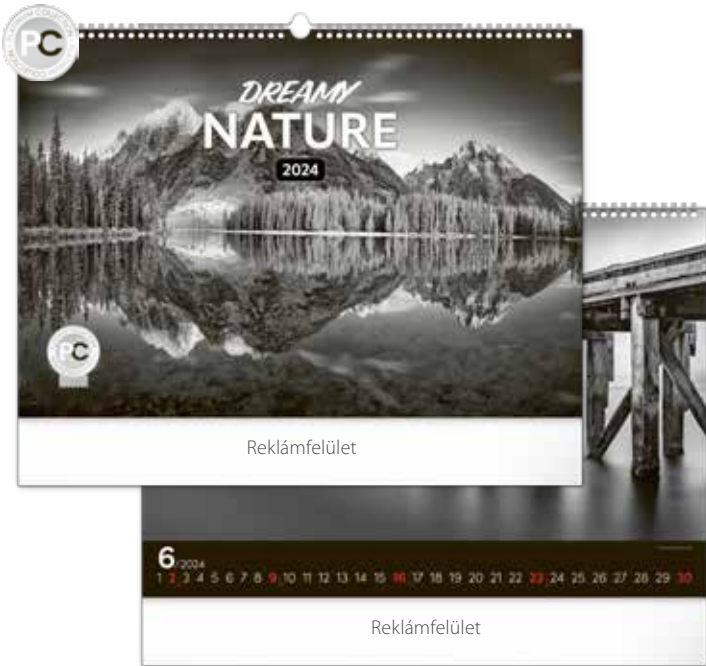 PC
DREAMY
NATURE
2024
PC
Reklámfelület
6/2024
1 2 3 4 5 6 7 8 9 10 11 12 13 14 15 16 17 18 19 20 21 22 23 24 25 26 27 28 29 30
Reklámfelület